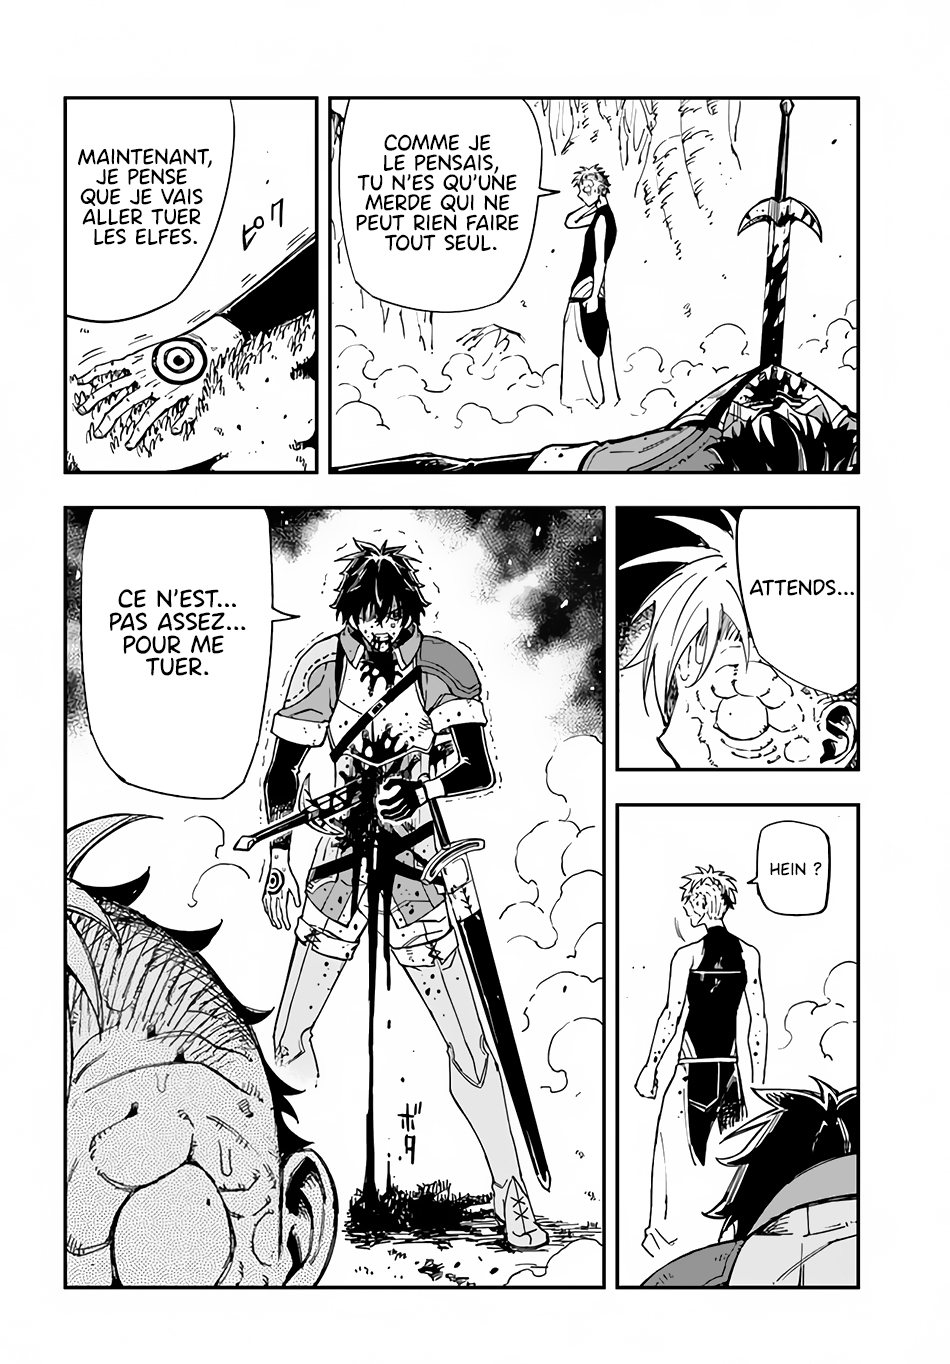 COMME JE
LE PENSAIS,
TU N'ES QU'UNE
MERDE QUI NE
PEUT RIEN FAIRE
TOUT SEUL.
MAINTENANT,
JE PENSE
QUE JE VAIS
ALLER TUER
LES ELFES.
ピク
ATTENDS...
HEIN ?
CE N'EST...
PAS ASSEZ...
POUR ME
TUER.
ボタ